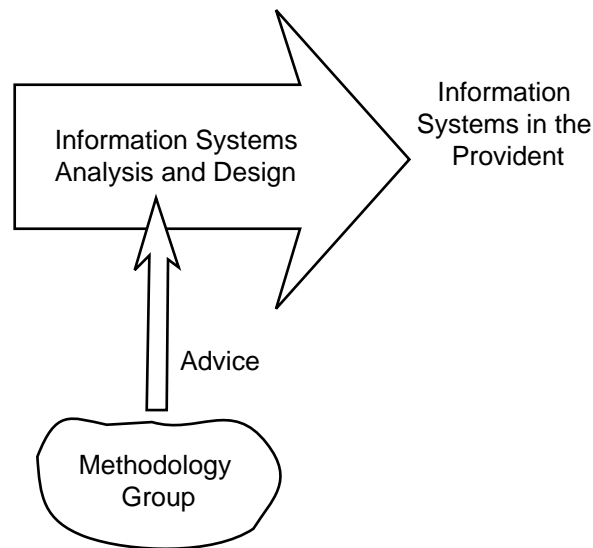 Information Systems
Analysis and Design
Information
Systems in the
Provident
Advice
Methodology
Group